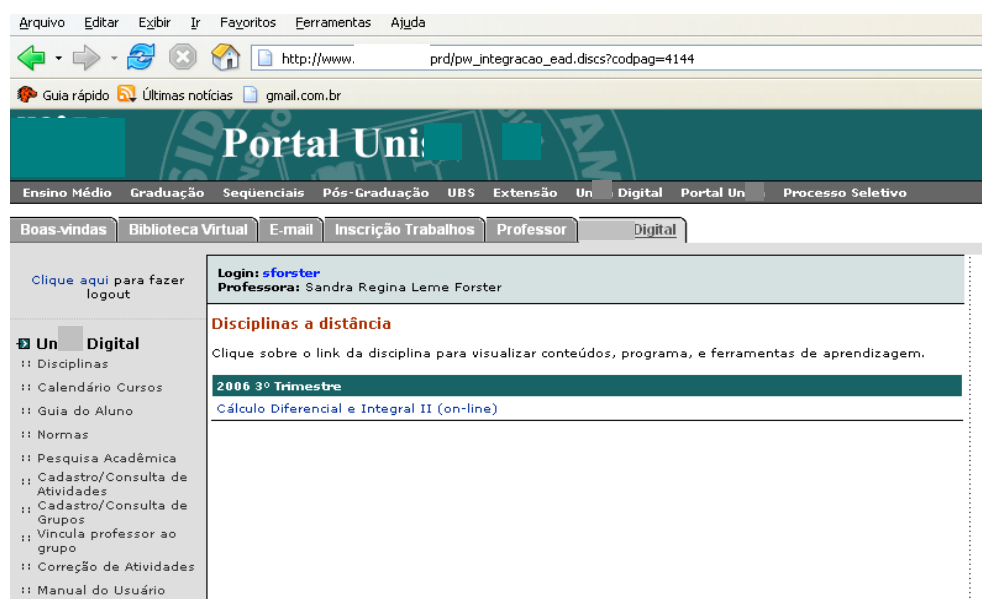 Arquivo Editar Exibir Ir Favoritos Ferramentas Ajuda
http://www. prd/pw_integracao_ead.discs?codpag=4144
Guia rápido Últimas notícias gmail.com.br
Portal Unis
Ensino Médio Graduação Seqüenciais Pós-Graduação UBS Extensão Un Digital Portal Un Processo Seletivo
Boas-vindas Biblioteca Virtual E-mail Inscrição Trabalhos Professor Digital
Clique aqui para fazer
logout
Login: sforster
Professora: Sandra Regina Leme Forster
Un Digital
:: Disciplinas
:: Calendário Cursos
:: Guia do Aluno
:: Normas
:: Pesquisa Acadêmica
:: Cadastro/Consulta de
Atividades
:: Cadastro/Consulta de
Grupos
:: Vincula professor ao
grupo
:: Correção de Atividades
:: Manual do Usuário
Disciplinas a distância
Clique sobre o link da disciplina para visualizar conteúdos, programa, e ferramentas de aprendizagem.
2006 3º Trimestre
Cálculo Diferencial e Integral II (on-line)